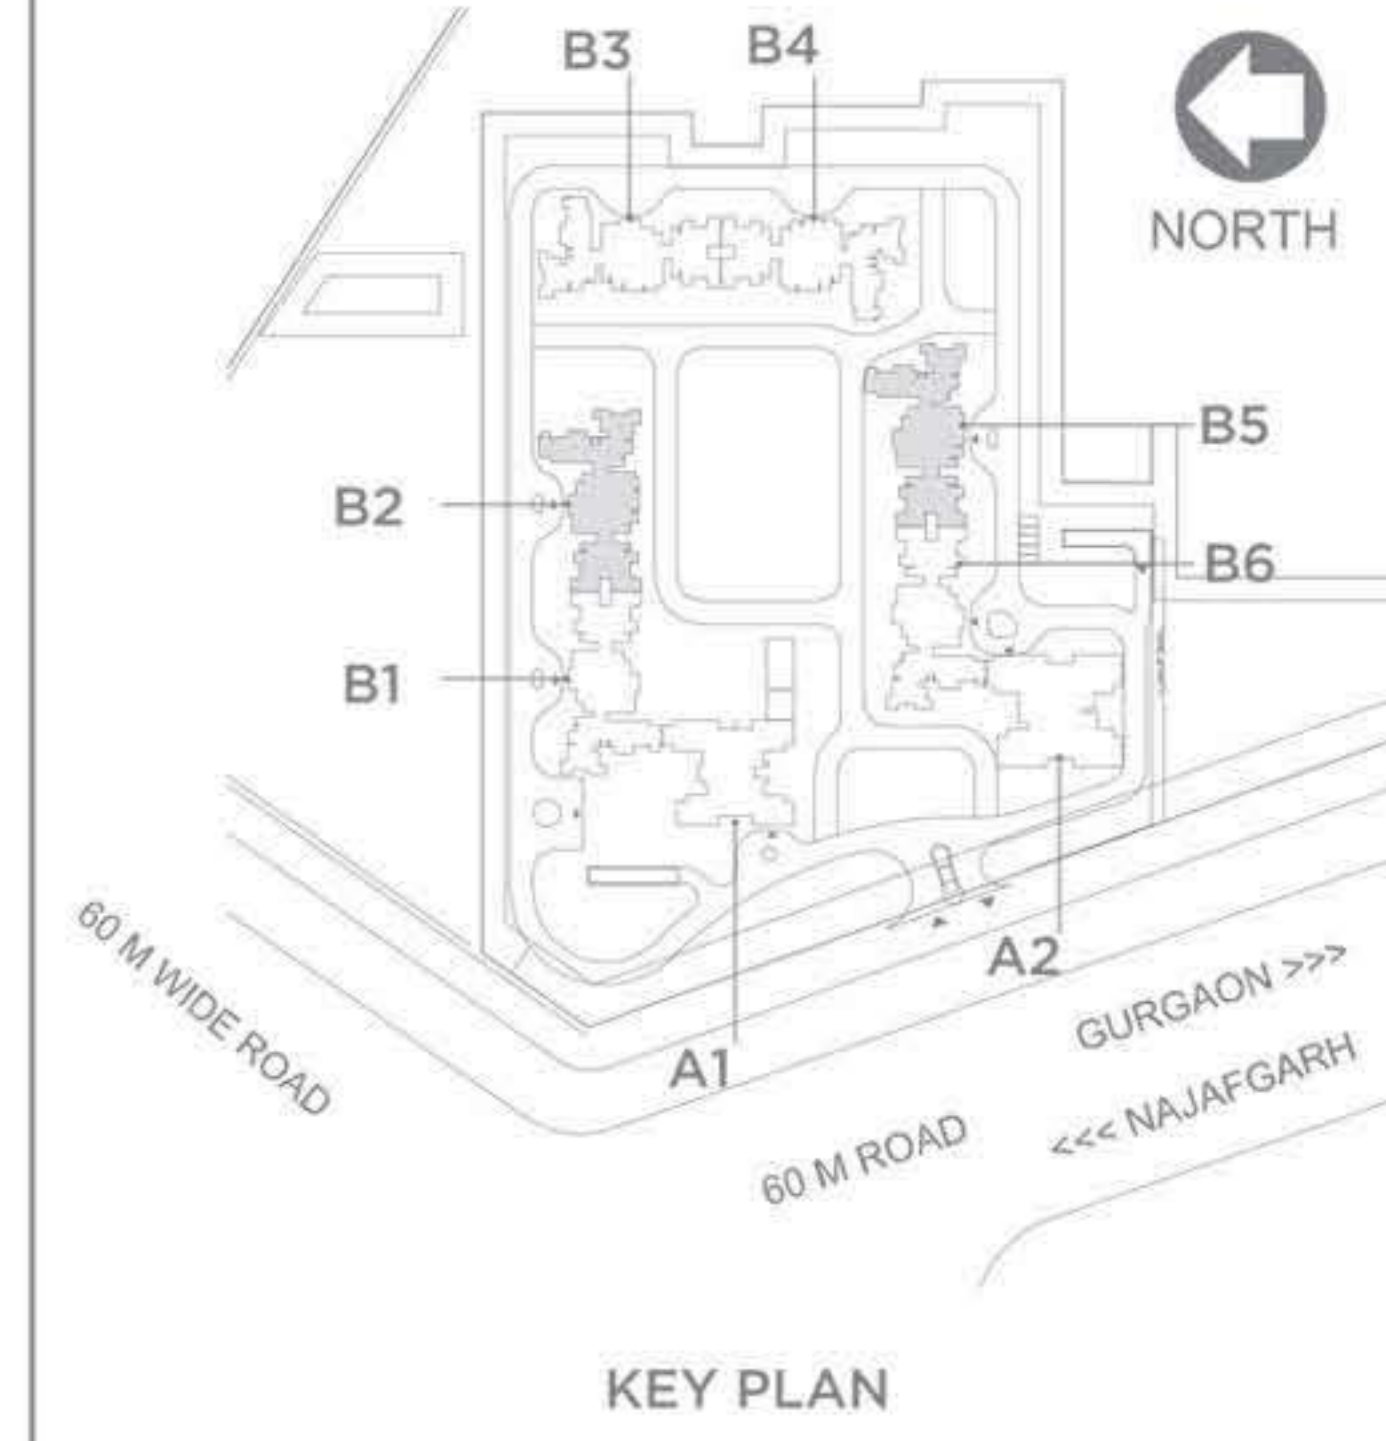 B3
B4
NORTH
B5
B2
B6
B1
60 M WIDE ROAD
A2
GURGAON >>>
A1
<<< NAJAFGARH
60 M ROAD
KEY PLAN